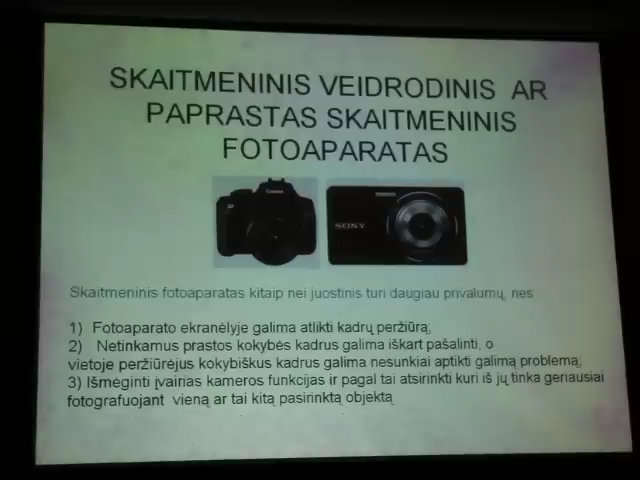 SKAITMENINIS VEIDRODINIS AR
PAPRASTAS SKAITMENINIS
FOTOAPARATAS
Canon
SONY
Skaitmeninis fotoaparatas kitaip nei juostinis turi daugiau privalumų, nes
1) Fotoaparato ekranėlyje galima atlikti kadrų peržiūrą;
2) Netinkamus prastos kokybės kadrus galima iškart pašalinti, o
vietoje peržiūrėjus kokybiškus kadrus galima nesunkiai aptikti galimą problemą;
3) Išmėginti įvairias kameros funkcijas ir pagal tai atsirinkti kuri iš jų tinka geriausiai
fotografuojant vieną ar tai kitą pasirinktą objektą